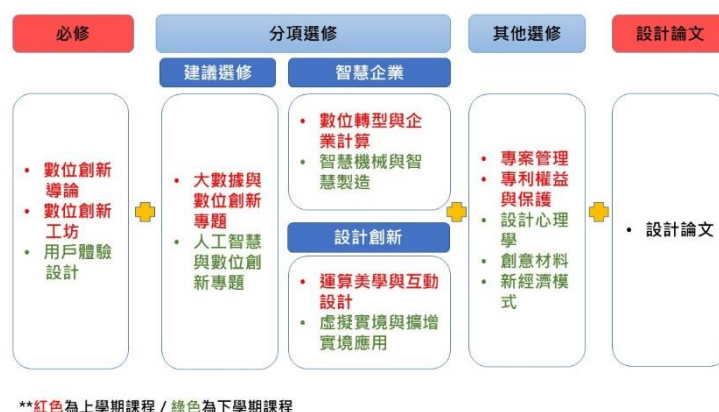 必修
分項選修
其他選修
設計論文
建議選修
智慧企業
• 數位創新
導論
• 數位創新
工坊
• 用戶體驗
設計
• 大數據與
數位創新
專題
• 人工智慧
與數位創
新專題
• 數位轉型與企
業計算
• 智慧機械與智
慧製造
設計創新
• 運算美學與互動
設計
• 虛擬實境與擴增
實境應用
• 專案管理
• 專利權益
與保護
• 設計心理
學
• 創意材料
• 新經濟模
式
• 設計論文
**紅色為上學期課程 / 綠色為下學期課程